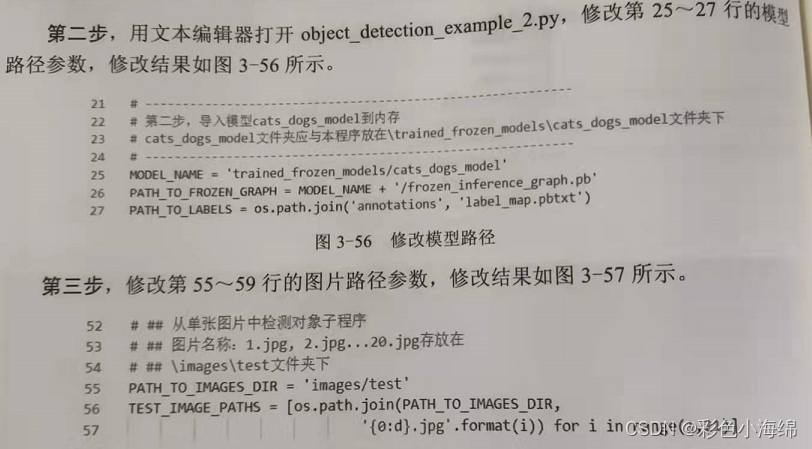 第二步，用文本编辑器打开 object_detection_example_2.py，修改第 25～27 行的模型
路径参数，修改结果如图 3-56 所示。
21 # ------------------------------------------------------------
22 # 第二步，导入模型cats_dogs_model到内存
23 # cats_dogs_model文件夹应与本程序放在\trained_frozen_models\cats_dogs_model文件夹下
24 # ------------------------------------------------------------
25 MODEL_NAME = 'trained_frozen_models/cats_dogs_model'
26 PATH_TO_FROZEN_GRAPH = MODEL_NAME + '/frozen_inference_graph.pb'
27 PATH_TO_LABELS = os.path.join('annotations', 'label_map.pbtxt')
图 3-56 修改模型路径
第三步，修改第 55～59 行的图片路径参数，修改结果如图 3-57 所示。
52 # ## 从单张图片中检测对象子程序
53 # ## 图片名称：1.jpg, 2.jpg...20.jpg存放在
54 # ## \images\test文件夹下
55 PATH_TO_IMAGES_DIR = 'images/test'
56 TEST_IMAGE_PATHS = [os.path.join(PATH_TO_IMAGES_DIR,
57 '{0:d}.jpg'.format(i)) for i in range(
CSDN @彩色小海绵